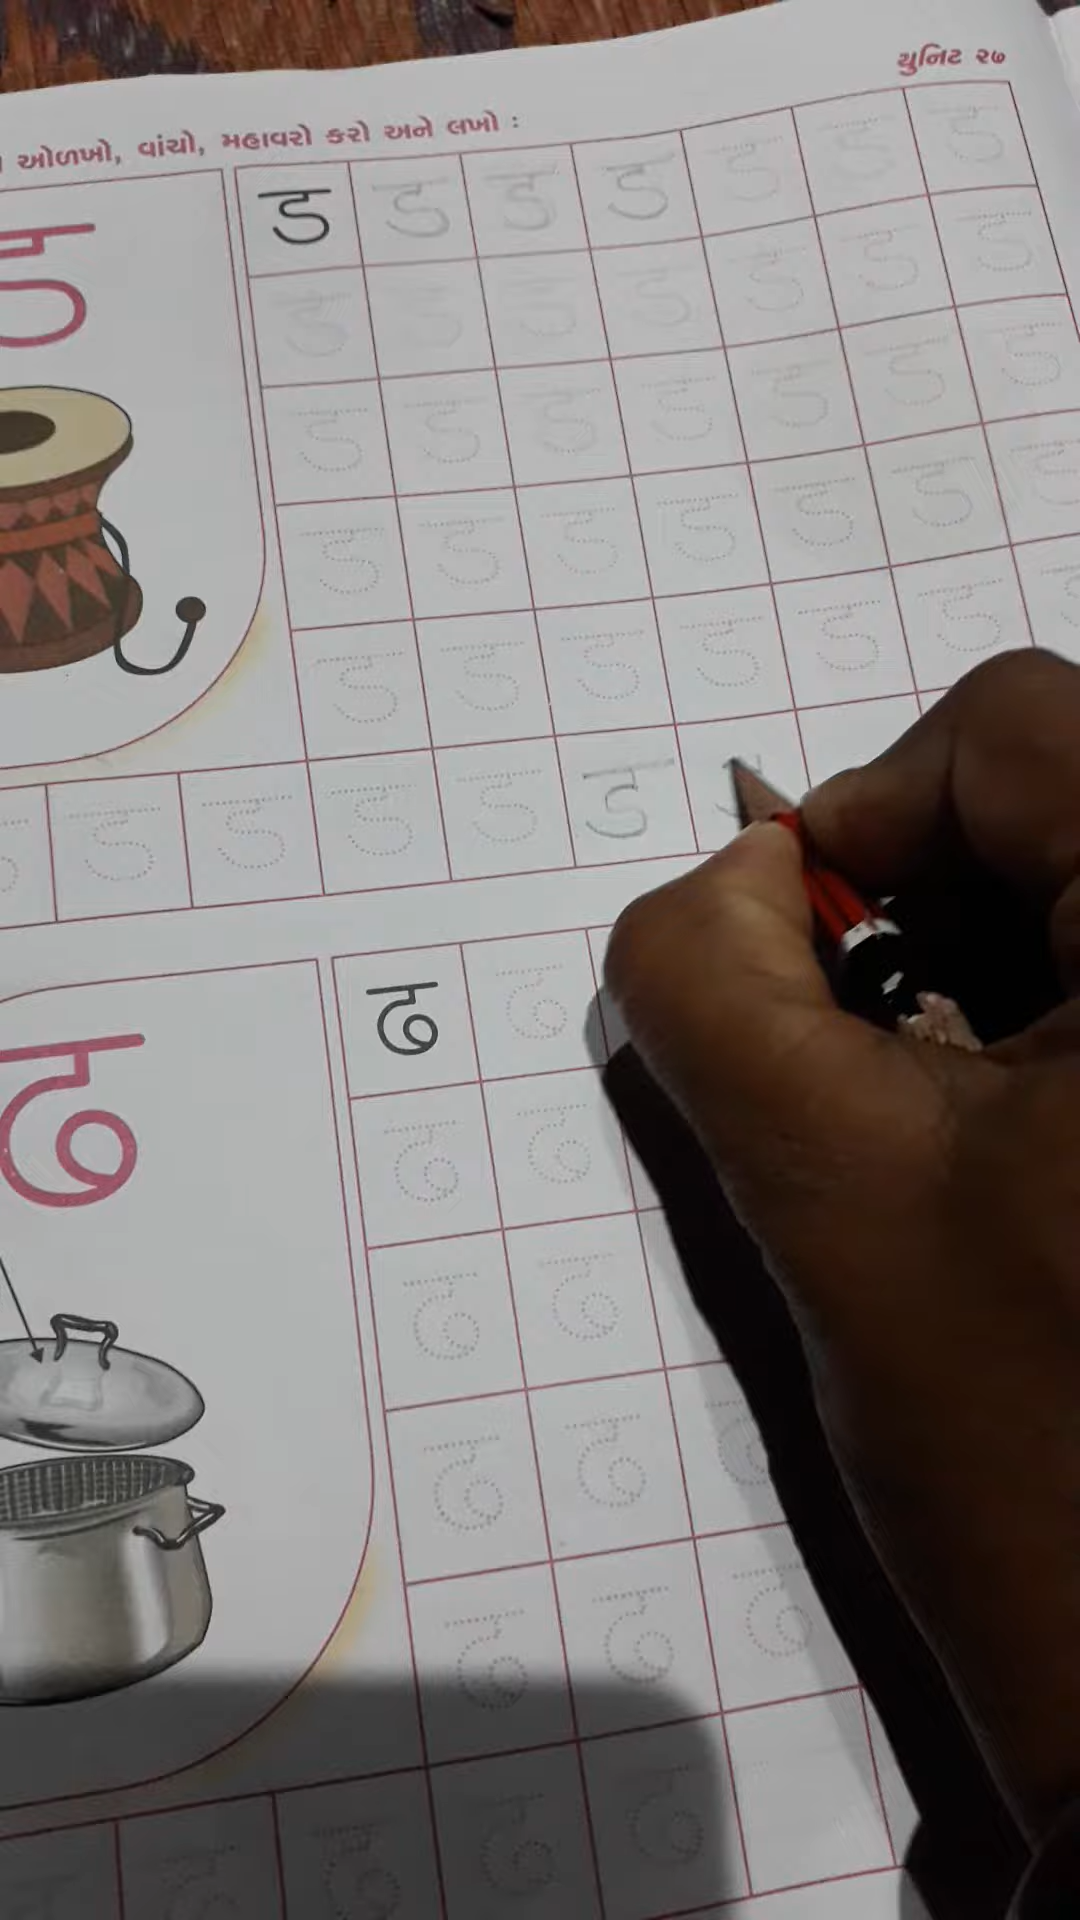 યુનિટ ૨૭
ઓળખો, વાંચો, મહાવરો કરો અને લખો :
ડ ડ ડ ડ ડ ડ ડ ડ
ડ ડ ડ ડ ડ ડ ડ
ડ ડ ડ ડ ડ ડ ડ
ડ ડ ડ ડ ડ ડ ડ
ડ ડ ડ ડ ડ ડ ડ
ડ ડ ડ ડ ડ ડ
ઢ ઢ ઢ
ઢ ઢ
ઢ ઢ
ઢ ઢ ઢ
ઢ ઢ ઢ
ઢ ઢ ઢ